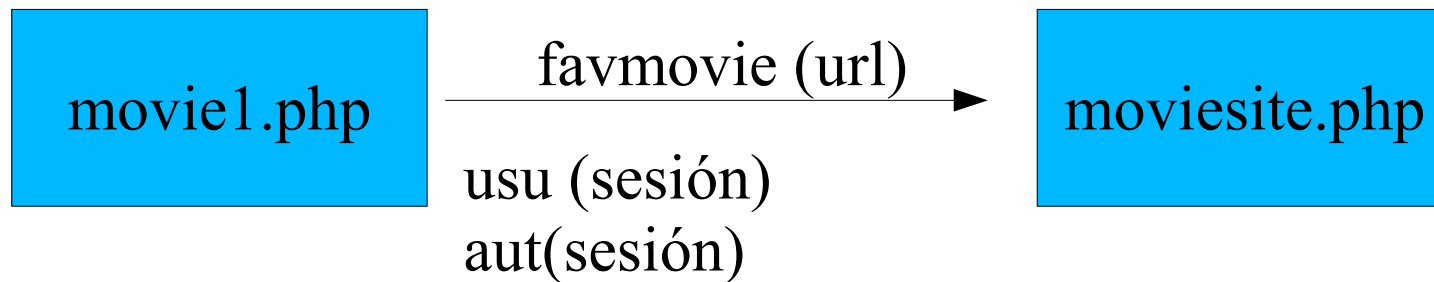 movie1.php
favmovie (url)
moviesite.php
usu (sesión)
aut(sesión)